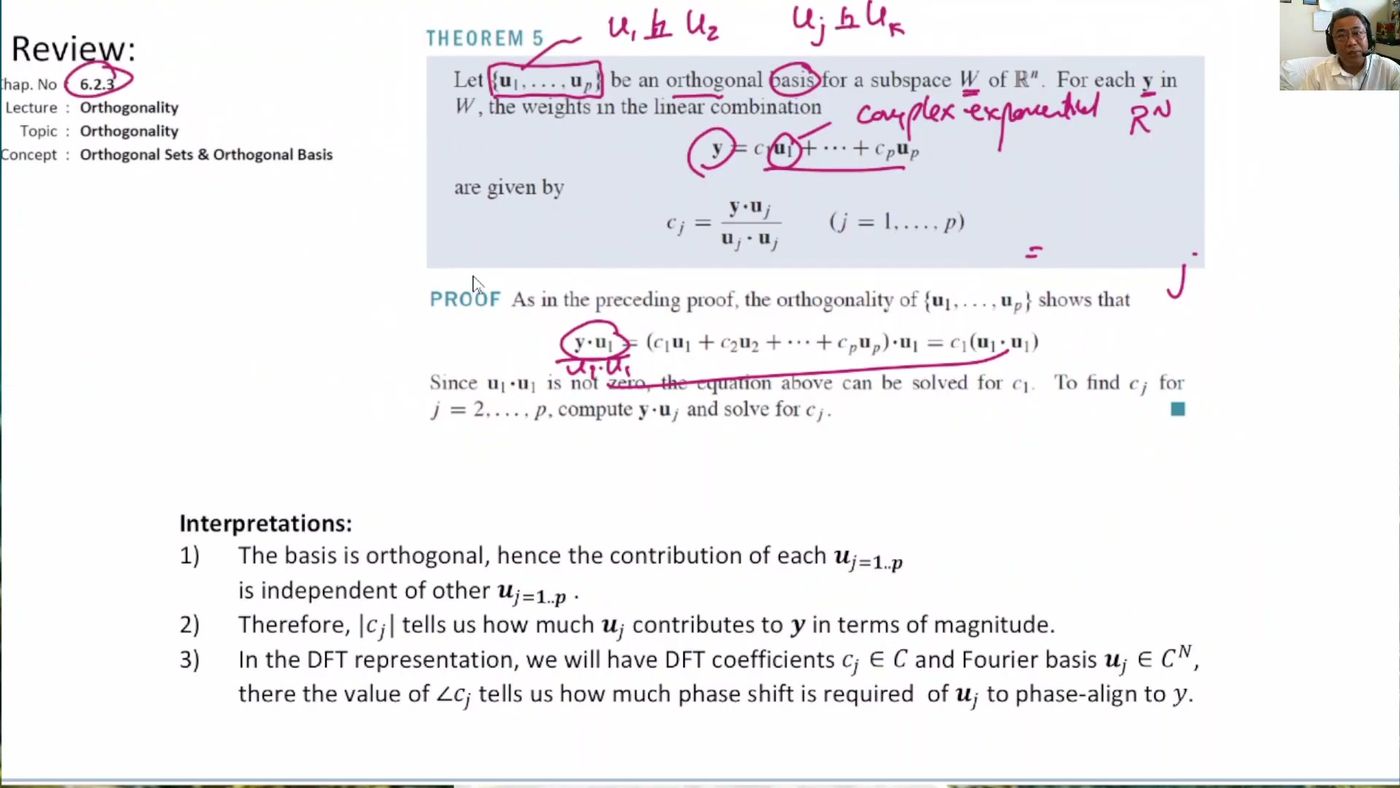 Review:
Chap. No : 6.2.3
Lecture : Orthogonality
Topic : Orthogonality
Concept : Orthogonal Sets & Orthogonal Basis
u₁ ⊥ u₂ uⱼ ⊥ uₖ
THEOREM 5
Let {u₁, . . . , uₚ} be an orthogonal basis for a subspace W of ℝⁿ. For each y in
W, the weights in the linear combination
complex exponential Rᴺ
y = c₁u₁ + ··· + cₚuₚ
are given by
cⱼ = y·uⱼ / uⱼ·uⱼ (j = 1, . . . , p)
= j
PROOF As in the preceding proof, the orthogonality of {u₁, . . . , uₚ} shows that
y·u₁ = (c₁u₁ + c₂u₂ + ··· + cₚuₚ)·u₁ = c₁(u₁·u₁)
u₁·u₁
Since u₁·u₁ is not zero, the equation above can be solved for c₁. To find cⱼ for
j = 2, . . . , p, compute y·uⱼ and solve for cⱼ.
Interpretations:
1) The basis is orthogonal, hence the contribution of each uⱼ₌₁..ₚ
is independent of other uⱼ₌₁..ₚ .
2) Therefore, |cⱼ| tells us how much uⱼ contributes to y in terms of magnitude.
3) In the DFT representation, we will have DFT coefficients cⱼ ∈ C and Fourier basis uⱼ ∈ Cᴺ,
there the value of ∠cⱼ tells us how much phase shift is required of uⱼ to phase-align to y.